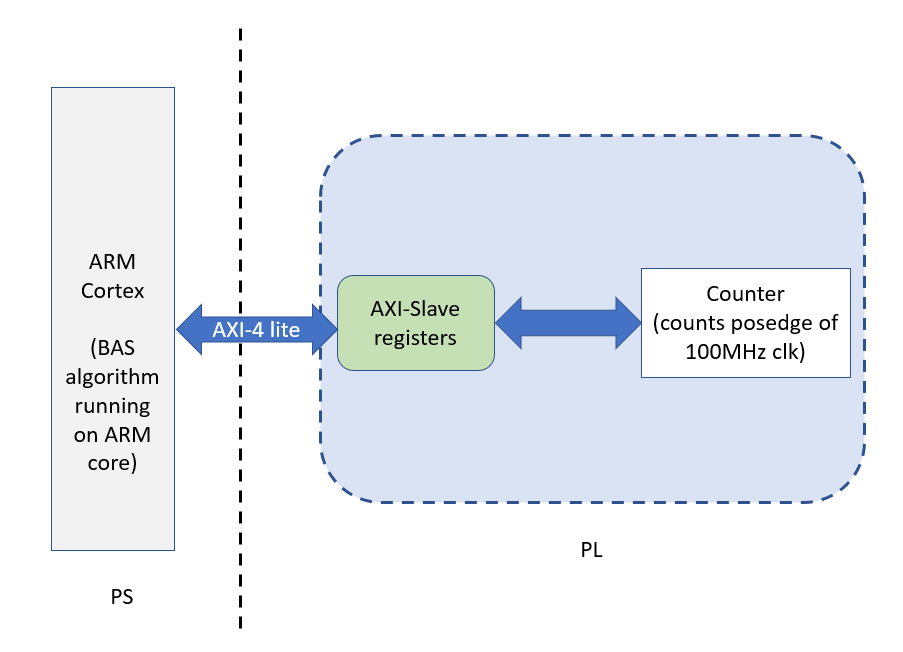 ARM
Cortex
(BAS
algorithm
running
on ARM
core)
PS
AXI-4 lite
AXI-Slave
registers
Counter
(counts posedge of
100MHz clk)
PL